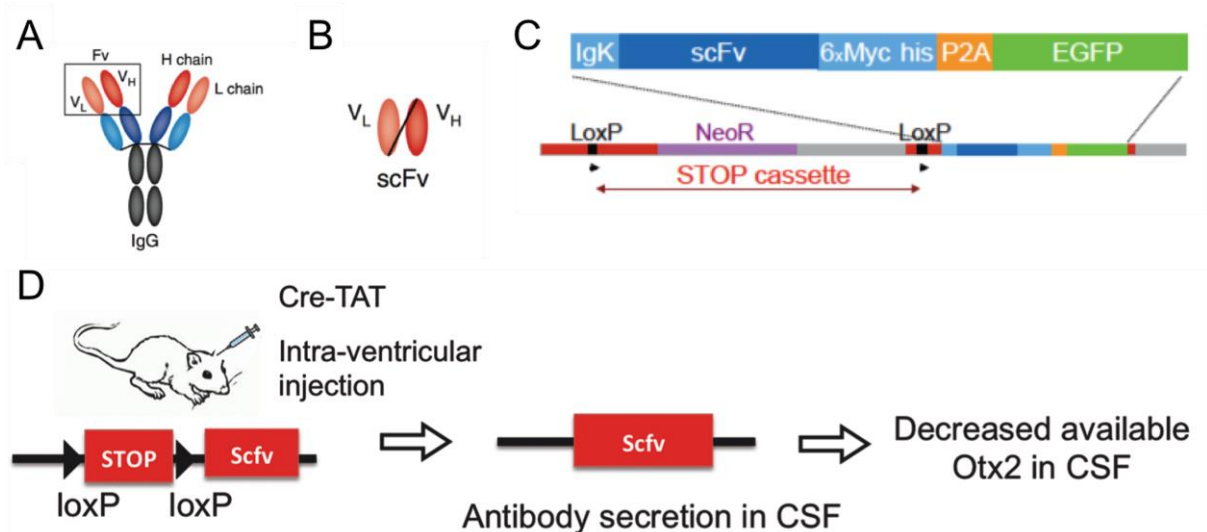 A
Fv
VH
VL
H chain
L chain
IgG
B
VL
VH
scFv
C
IgK scFv 6xMyc his P2A EGFP
LoxP NeoR LoxP
STOP cassette
D
Cre-TAT
Intra-ventricular
injection
STOP Scfv
loxP loxP
Scfv
Antibody secretion in CSF
Decreased available
Otx2 in CSF